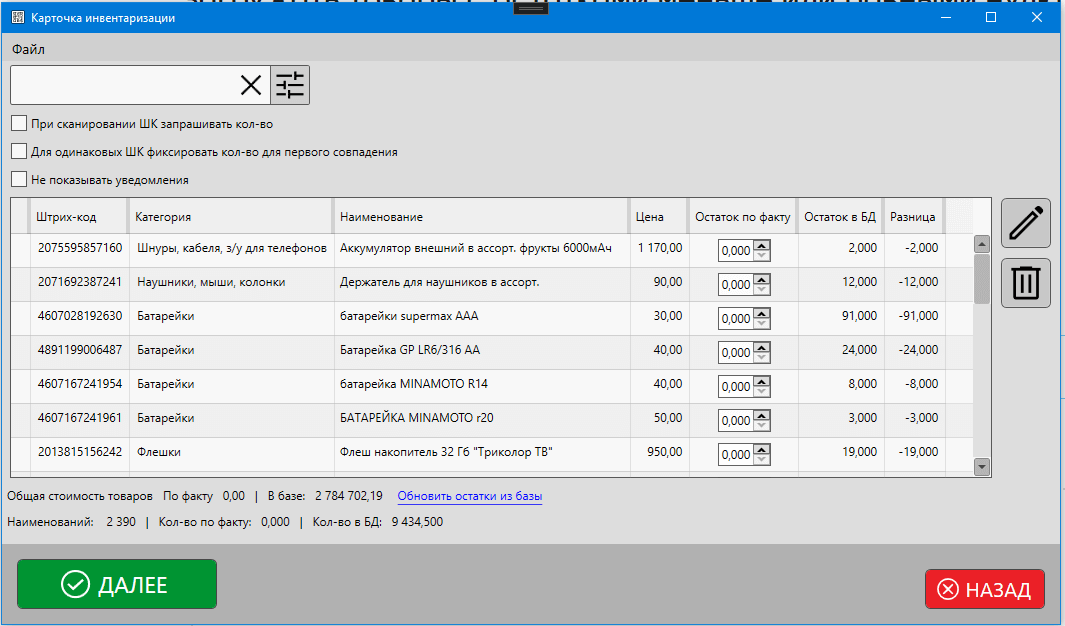 Карточка инвентаризации
Файл
При сканировании ШК запрашивать кол-во
Для одинаковых ШК фиксировать кол-во для первого совпадения
Не показывать уведомления
Штрих-код Категория Наименование Цена Остаток по факту Остаток в БД Разница
2075595857160 Шнуры, кабеля, з/у для телефонов Аккумулятор внешний в ассорт. фрукты 6000мАч 1 170,00 0,000 2,000 -2,000
2071692387241 Наушники, мыши, колонки Держатель для наушников в ассорт. 90,00 0,000 12,000 -12,000
4607028192630 Батарейки батарейки supermax AAA 30,00 0,000 91,000 -91,000
4891199006487 Батарейки Батарейка GP LR6/316 AA 40,00 0,000 24,000 -24,000
4607167241954 Батарейки батарейка MINAMOTO R14 40,00 0,000 8,000 -8,000
4607167241961 Батарейки БАТАРЕЙКА MINAMOTO r20 50,00 0,000 3,000 -3,000
2013815156242 Флешки Флеш накопитель 32 Гб "Триколор ТВ" 950,00 0,000 19,000 -19,000
Общая стоимость товаров По факту 0,00 | В базе: 2 784 702,19 Обновить остатки из базы
Наименований: 2 390 | Кол-во по факту: 0,000 | Кол-во в БД: 9 434,500
ДАЛЕЕ
НАЗАД